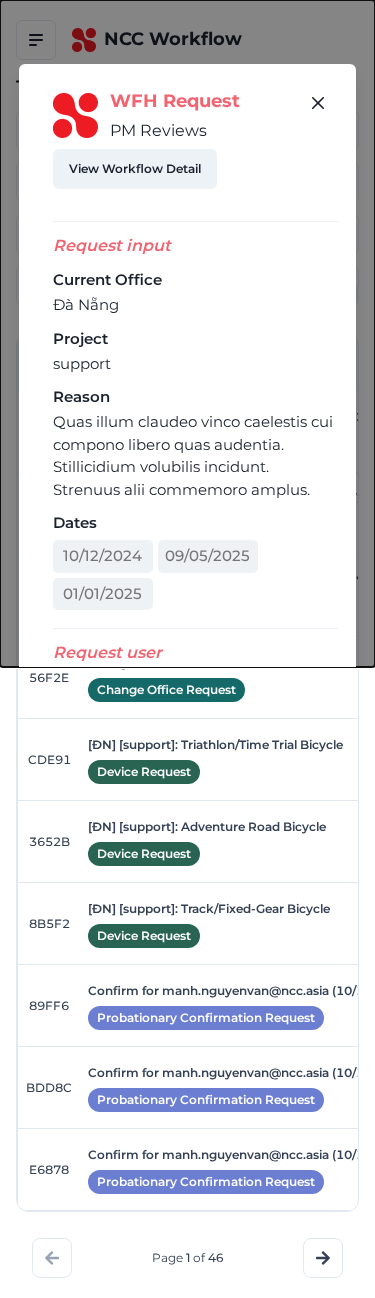 NCC Workflow
WFH Request
PM Reviews
View Workflow Detail
Request input
Current Office
Đà Nẵng
Project
support
Reason
Quas illum claudeo vinco caelestis cui
compono libero quas audentia.
Stillicidium volubilis incidunt.
Strenuus alii commemoro amplus.
Dates
10/12/2024 09/05/2025
01/01/2025
Request user
56F2E
Change Office Request
CDE91
[ĐN] [support]: Triathlon/Time Trial Bicycle
Device Request
3652B
[ĐN] [support]: Adventure Road Bicycle
Device Request
8B5F2
[ĐN] [support]: Track/Fixed-Gear Bicycle
Device Request
89FF6
Confirm for manh.nguyenvan@ncc.asia (10/
Probationary Confirmation Request
BDD8C
Confirm for manh.nguyenvan@ncc.asia (10/
Probationary Confirmation Request
E6878
Confirm for manh.nguyenvan@ncc.asia (10/
Probationary Confirmation Request
Page 1 of 46